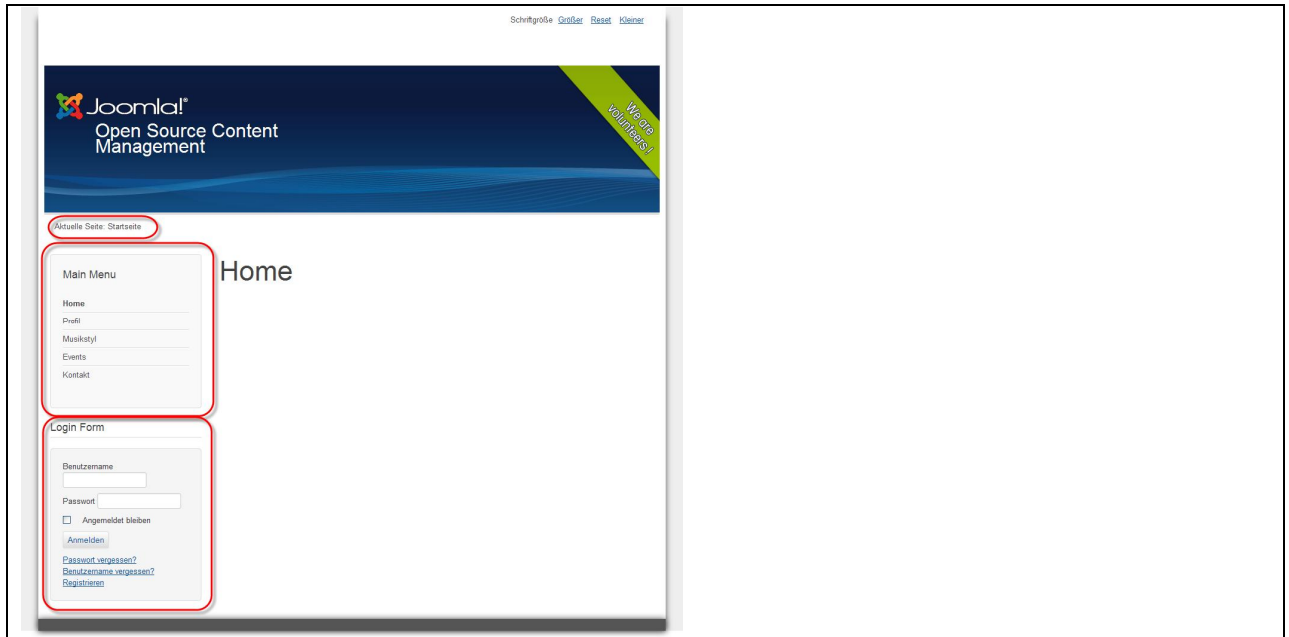 Schriftgröße Größer Reset Kleiner
Joomla!®
Open Source Content
Management
We are
volunteers!
Aktuelle Seite: Startseite
Main Menu
Home
Home
Profil
Musikstyl
Events
Kontakt
Login Form
Benutzername
Passwort
Angemeldet bleiben
Anmelden
Passwort vergessen?
Benutzername vergessen?
Registrieren